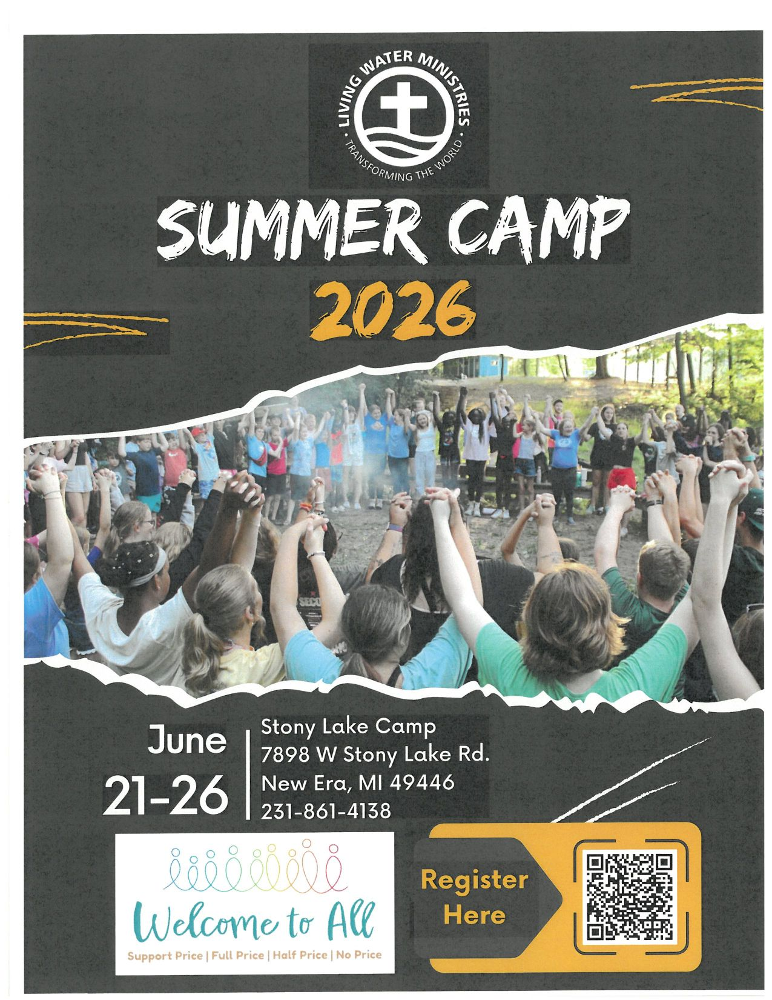 LIVING WATER MINISTRIES
TRANSFORMING THE WORLD
SUMMER CAMP
2026
SECO
June
21-26
Stony Lake Camp
7898 W Stony Lake Rd.
New Era, MI 49446
231-861-4138
Welcome to All
Support Price | Full Price | Half Price | No Price
Register
Here